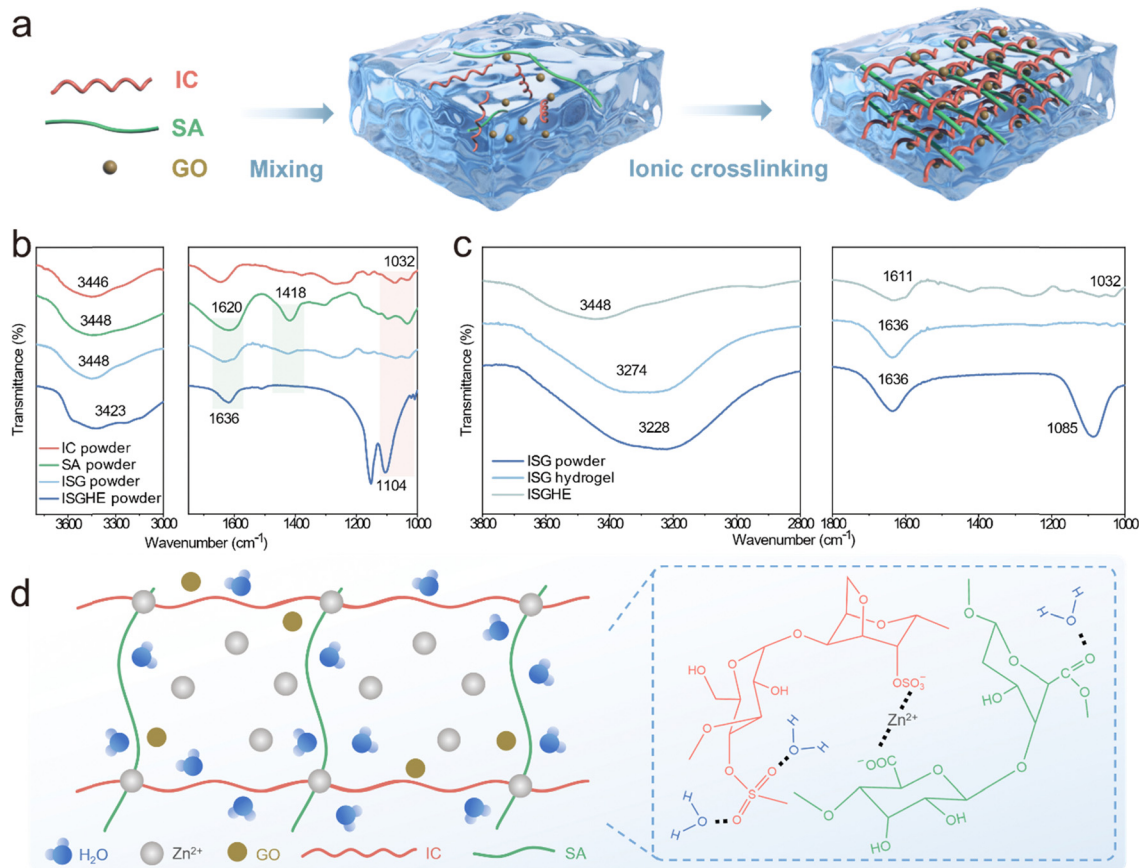 a
IC
SA
GO
Mixing
Ionic crosslinking
b
3446
3448
3448
3423
1032
1620
1418
1636
1104
IC powder
SA powder
ISG powder
ISGHE powder
Transmittance (%)
3600
3300
3000
1600
1400
1200
1000
Wavenumber (cm⁻¹)
c
3448
3274
3228
1611
1032
1636
1636
1085
ISG powder
ISG hydrogel
ISGHE
Transmittance (%)
3800
3600
3400
3200
3000
2800
1800
1600
1400
1200
1000
Wavenumber (cm⁻¹)
d
H₂O
Zn²⁺
GO
IC
SA
O
O
O
O
HO
O
OH
O
O
S
O
O
OSO₃⁻
Zn²⁺
⁻OOC
O
O
HO
OH
O
O
O
HO
C
O
O
H
O
H
H
O
H
H
O
H